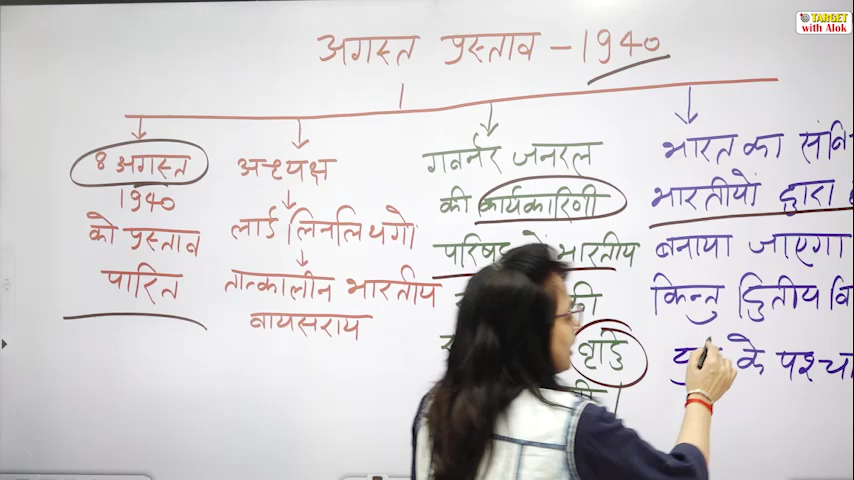 TARGET
with Alok
अगस्त प्रस्ताव - 1940
8 अगस्त
1940
को प्रस्ताव
पारित
अध्यक्ष
लार्ड लिनलिथगो
तात्कालीन भारतीय
वायसराय
गवर्नर जनरल
की कार्यकारिणी
परिषद में भारतीय
वृद्धि
भारत का
भारतीयों द्वारा
बनाया जाएगा
किन्तु द्वितीय
के